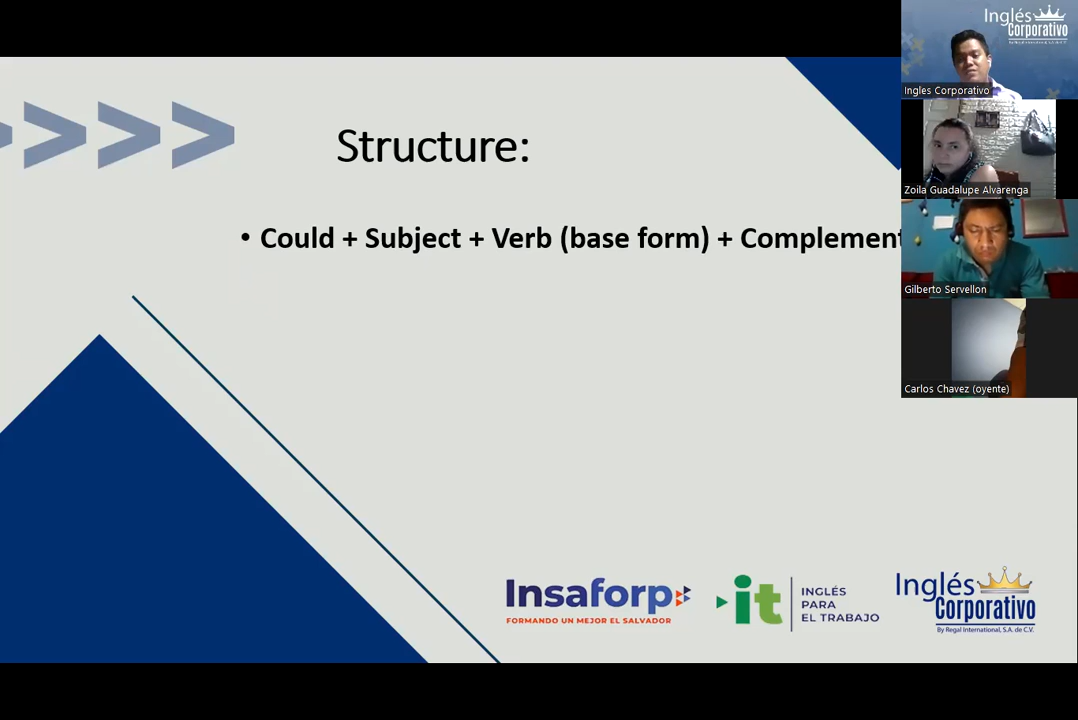 Structure:
• Could + Subject + Verb (base form) + Complement
Inglés
Corporativo
Ingles Corporativo
Zoila Guadalupe Alvarenga
Gilberto Servellon
Carlos Chavez (oyente)
Insaforp
FORMANDO UN MEJOR EL SALVADOR
it
INGLÉS
PARA
EL TRABAJO
Inglés
Corporativo
By Regal International, S.A. de C.V.